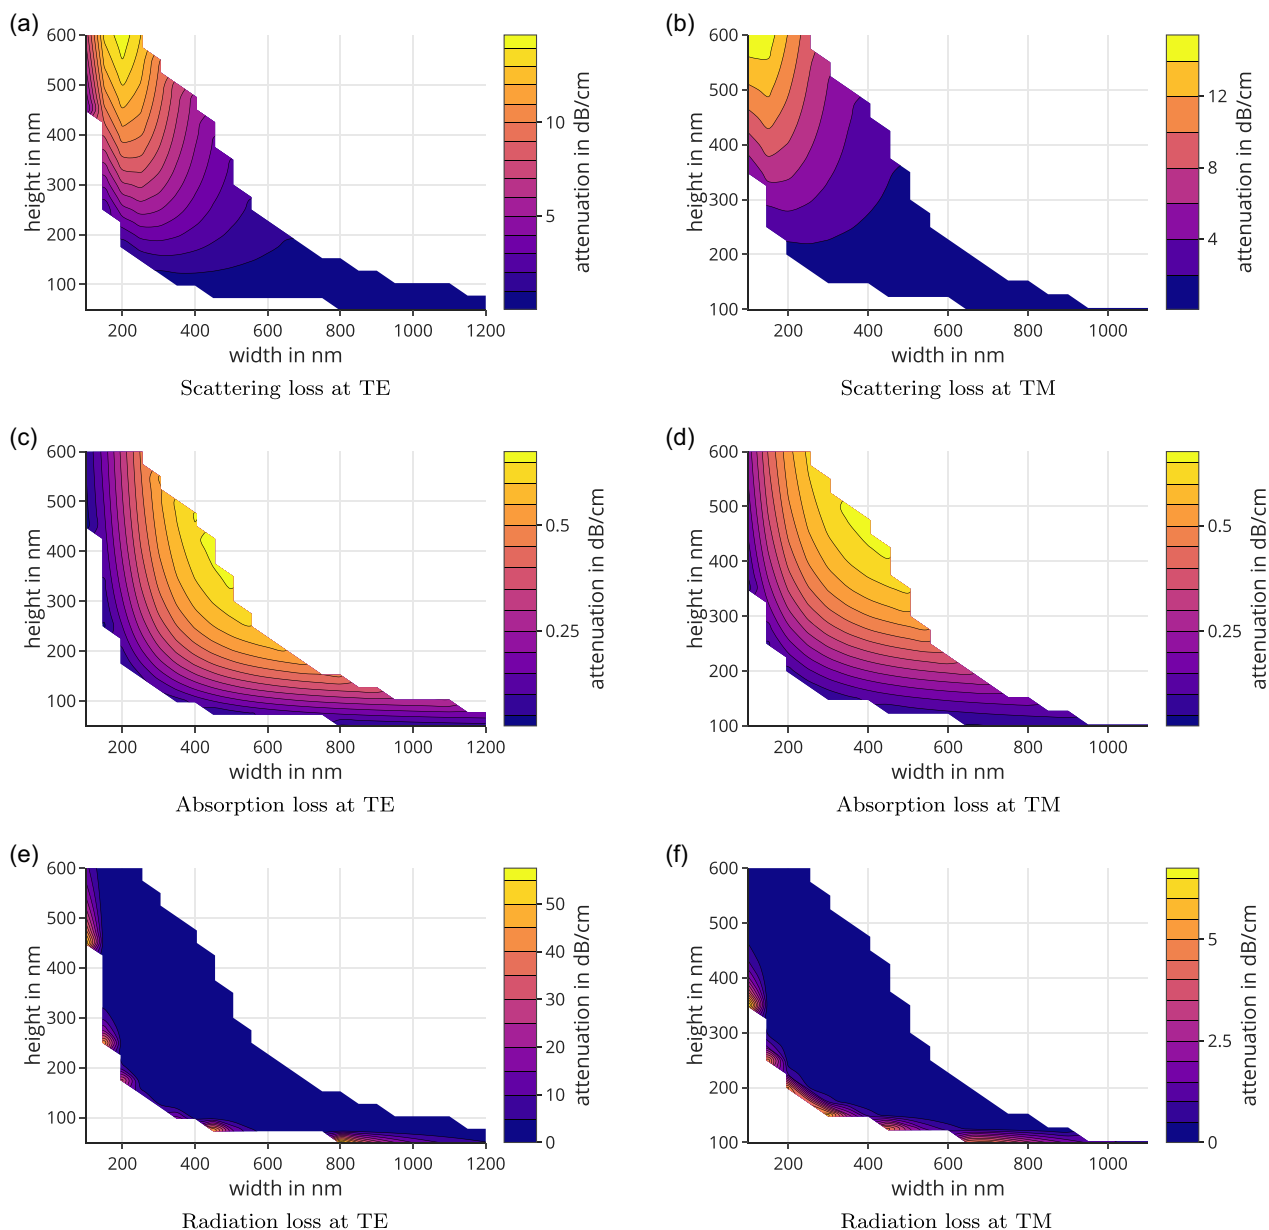 (a)
600
500
400
300
200
100
height in nm
200
400
600
800
1000
1200
width in nm
10
5
attenuation in dB/cm
Scattering loss at TE
(b)
600
500
400
300
200
100
height in nm
200
400
600
800
1000
width in nm
12
8
4
attenuation in dB/cm
Scattering loss at TM
(c)
600
500
400
300
200
100
height in nm
200
400
600
800
1000
1200
width in nm
0.5
0.25
attenuation in dB/cm
Absorption loss at TE
(d)
600
500
400
300
200
100
height in nm
200
400
600
800
1000
width in nm
0.5
0.25
attenuation in dB/cm
Absorption loss at TM
(e)
600
500
400
300
200
100
height in nm
200
400
600
800
1000
1200
width in nm
50
40
30
20
10
0
attenuation in dB/cm
Radiation loss at TE
(f)
600
500
400
300
200
100
height in nm
200
400
600
800
1000
width in nm
5
2.5
0
attenuation in dB/cm
Radiation loss at TM